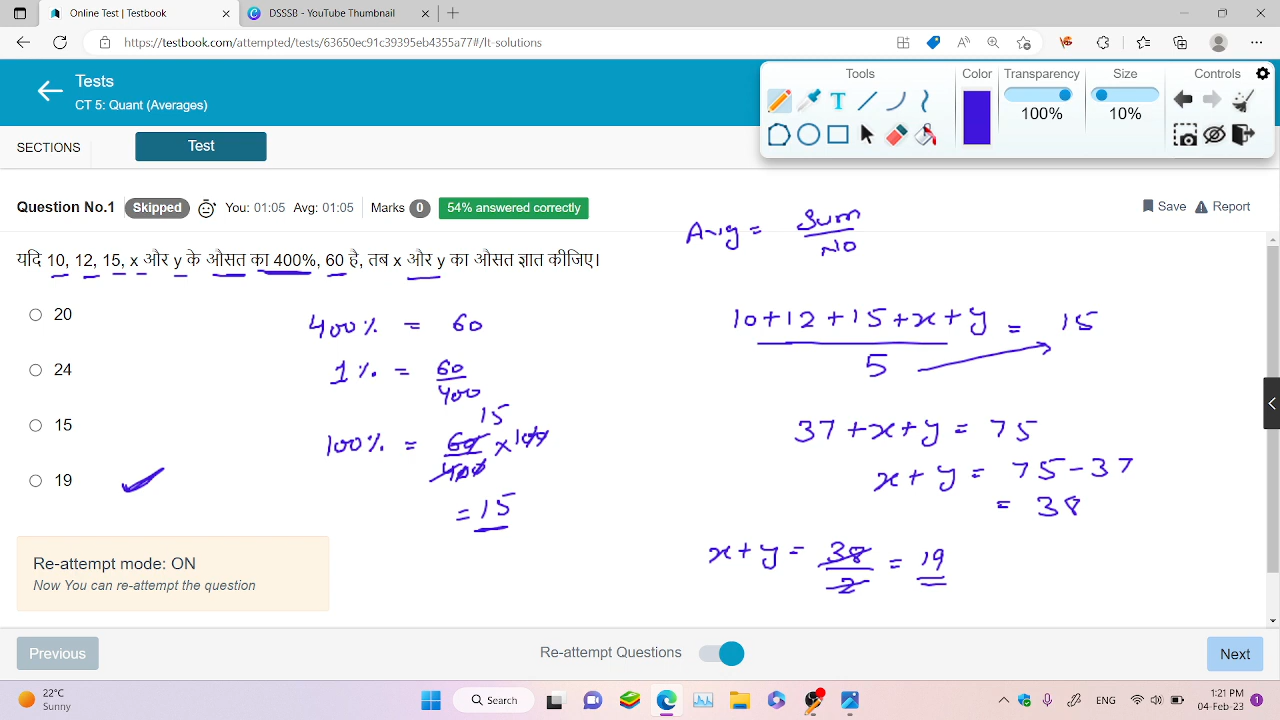 Online Test | Testbook
DSSSB - YouTube Thumbnail
https://testbook.com/attempted/tests/63650ec91c39395eb4355a77#/lt-solutions
Tests
CT 5: Quant (Averages)
Tools
Color
Transparency
Size
Controls
100%
10%
SECTIONS
Test
Question No.1
Skipped
You: 01:05 Avg: 01:05
Marks 0
54% answered correctly
Save
Report
यदि 10, 12, 15, x और y के औसत का 400%, 60 है, तब x और y का औसत ज्ञात कीजिए।
20
24
15
19
Avg = Sum / No
400% = 60
1% = 60/400
15
100% = 60/400 × 100
= 15
10+12+15+x+y / 5 = 15
37+x+y = 75
x+y = 75-37
= 38
x+y = 38/2 = 19
Re-attempt mode: ON
Now You can re-attempt the question
Previous
Re-attempt Questions
Next
22°C
Sunny
Search
ENG
1:21 PM
04-Feb-23
1